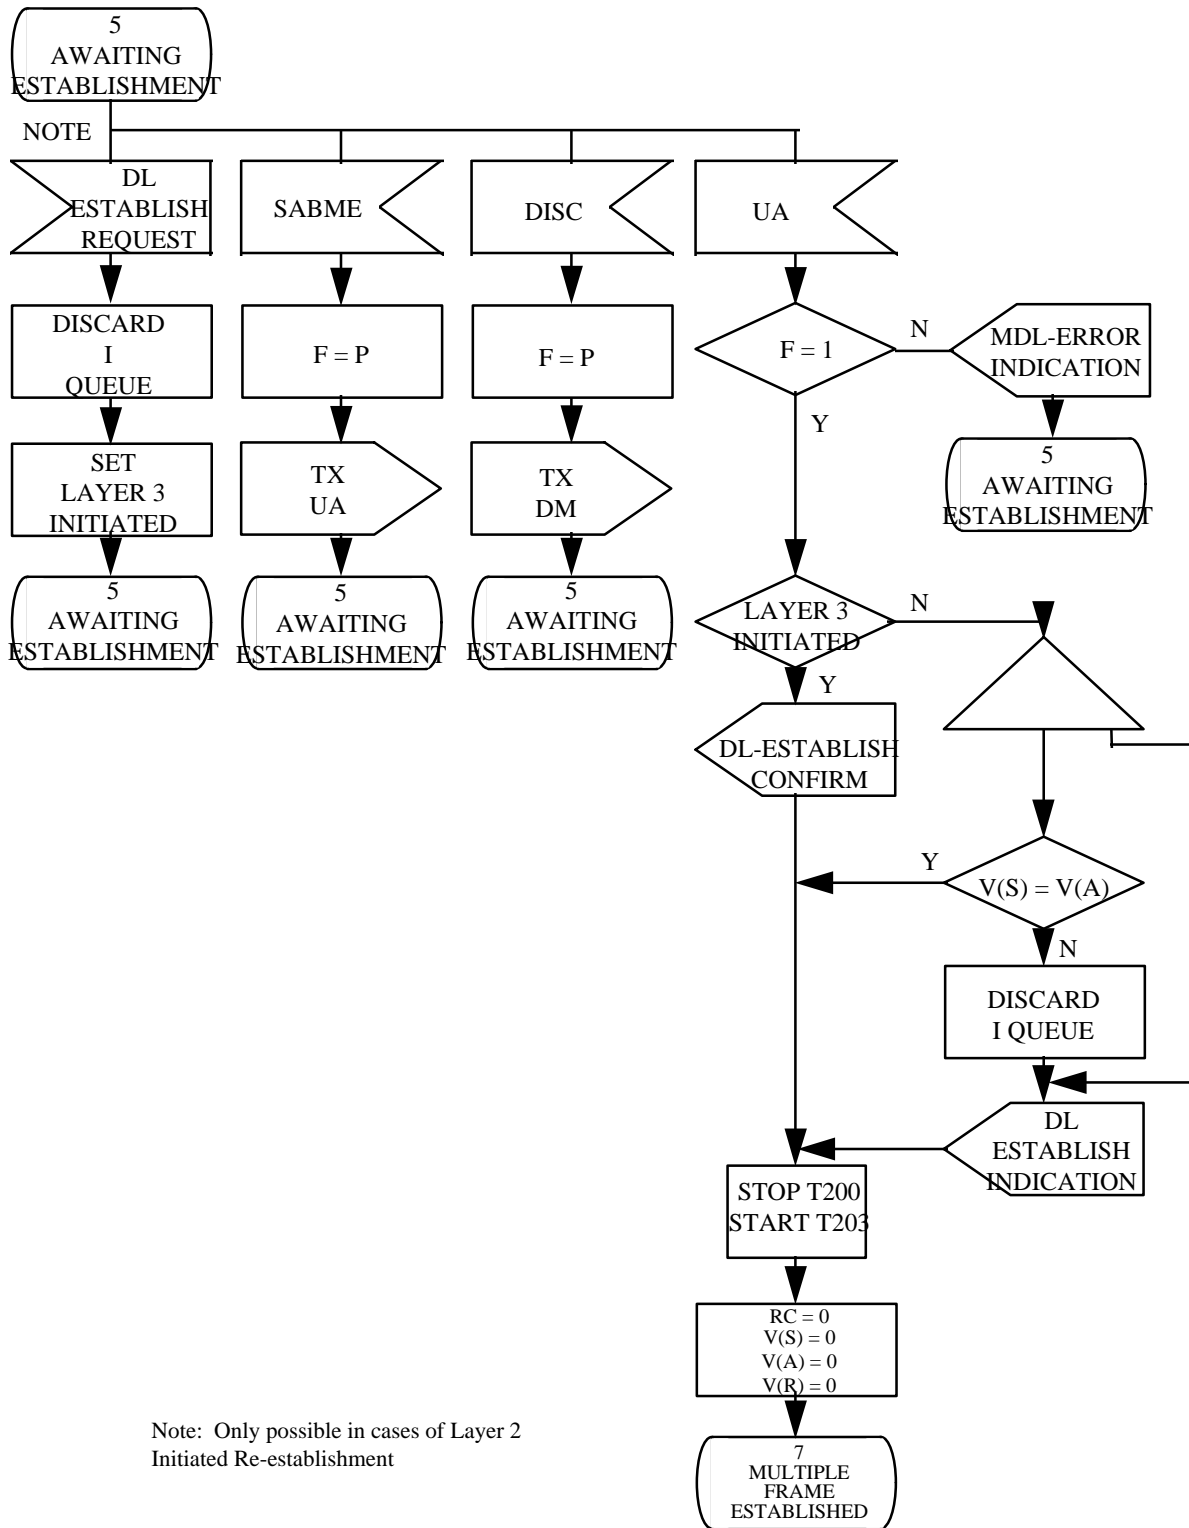 5
AWAITING
ESTABLISHMENT
NOTE
DL
ESTABLISH
REQUEST
SABME
DISC
UA
DISCARD
I
QUEUE
F = P
F = P
F = 1
N
MDL-ERROR
INDICATION
Y
SET
LAYER 3
INITIATED
TX
UA
TX
DM
5
AWAITING
ESTABLISHMENT
5
AWAITING
ESTABLISHMENT
5
AWAITING
ESTABLISHMENT
5
AWAITING
ESTABLISHMENT
LAYER 3
INITIATED
N
Y
DL-ESTABLISH
CONFIRM
Y
V(S) = V(A)
N
DISCARD
I QUEUE
DL
ESTABLISH
INDICATION
STOP T200
START T203
RC = 0
V(S) = 0
V(A) = 0
V(R) = 0
7
MULTIPLE
FRAME
ESTABLISHED
Note: Only possible in cases of Layer 2
Initiated Re-establishment